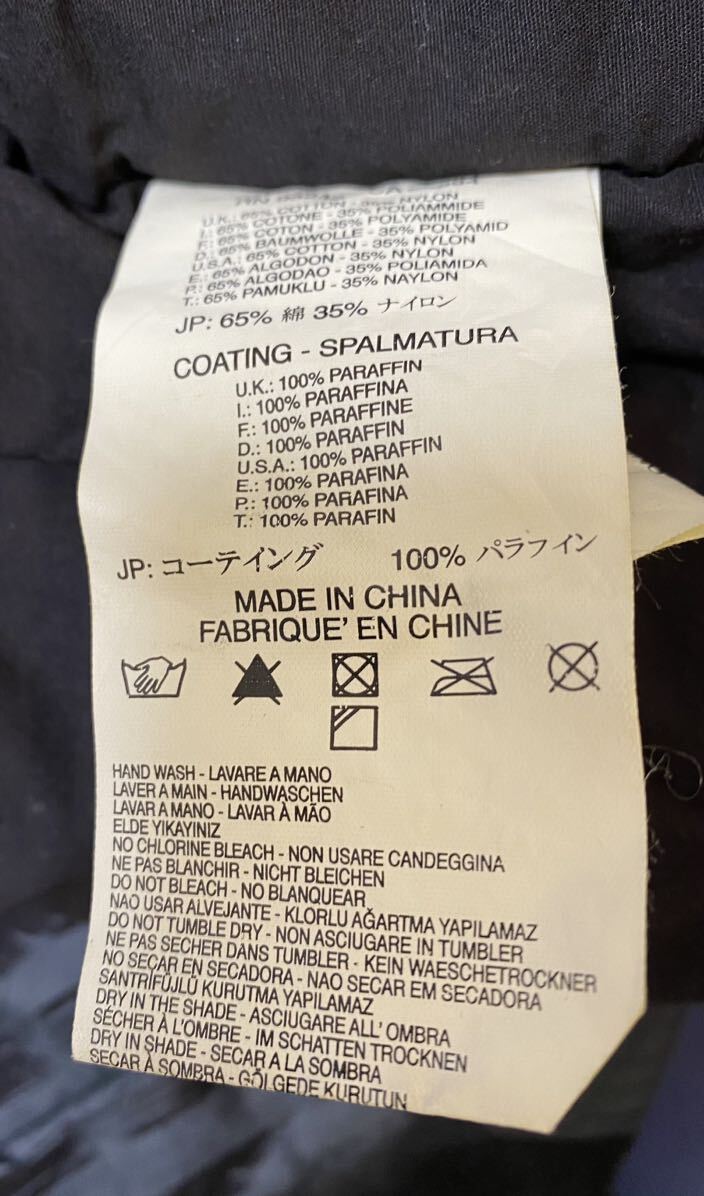 U.K.: 65% COTTON - 35% NYLON
I.: 65% COTONE - 35% POLIAMMIDE
F.: 65% COTON - 35% POLYAMIDE
D.: 65% BAUMWOLLE - 35% POLYAMID
U.S.A.: 65% COTTON - 35% NYLON
E.: 65% ALGODON - 35% NYLON
P.: 65% ALGODAO - 35% POLIAMIDA
T.: 65% PAMUKLU - 35% NAYLON
JP: 65% 綿 35% ナイロン
COATING - SPALMATURA
U.K.: 100% PARAFFIN
I.: 100% PARAFFINA
F.: 100% PARAFFINE
D.: 100% PARAFFIN
U.S.A.: 100% PARAFFIN
E.: 100% PARAFINA
P.: 100% PARAFINA
T.: 100% PARAFIN
JP: コーテイング 100% パラフイン
MADE IN CHINA
FABRIQUE' EN CHINE
HAND WASH - LAVARE A MANO
LAVER A MAIN - HANDWASCHEN
LAVAR A MANO - LAVAR À MÃO
ELDE YIKAYINIZ
NO CHLORINE BLEACH - NON USARE CANDEGGINA
NE PAS BLANCHIR - NICHT BLEICHEN
DO NOT BLEACH - NO BLANQUEAR
NAO USAR ALVEJANTE - KLORLU AĞARTMA YAPILAMAZ
DO NOT TUMBLE DRY - NON ASCIUGARE IN TUMBLER
NE PAS SECHER DANS TUMBLER - KEIN WAESCHETROCKNER
NO SECAR EN SECADORA - NAO SECAR EM SECADORA
SANTRİFÜJLÜ KURUTMA YAPILAMAZ
DRY IN THE SHADE - ASCIUGARE ALL' OMBRA
SÉCHER À L'OMBRE - IM SCHATTEN TROCKNEN
DRY IN SHADE - SECAR A LA SOMBRA
SECAR À SOMBRA - GÖLGEDE KURUTUN